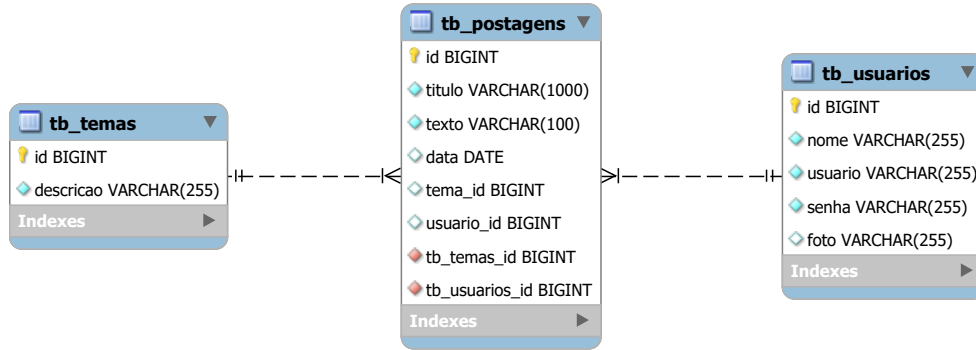 tb_temas
id BIGINT
descricao VARCHAR(255)
Indexes
tb_postagens
id BIGINT
titulo VARCHAR(1000)
texto VARCHAR(100)
data DATE
tema_id BIGINT
usuario_id BIGINT
tb_temas_id BIGINT
tb_usuarios_id BIGINT
Indexes
tb_usuarios
id BIGINT
nome VARCHAR(255)
usuario VARCHAR(255)
senha VARCHAR(255)
foto VARCHAR(255)
Indexes